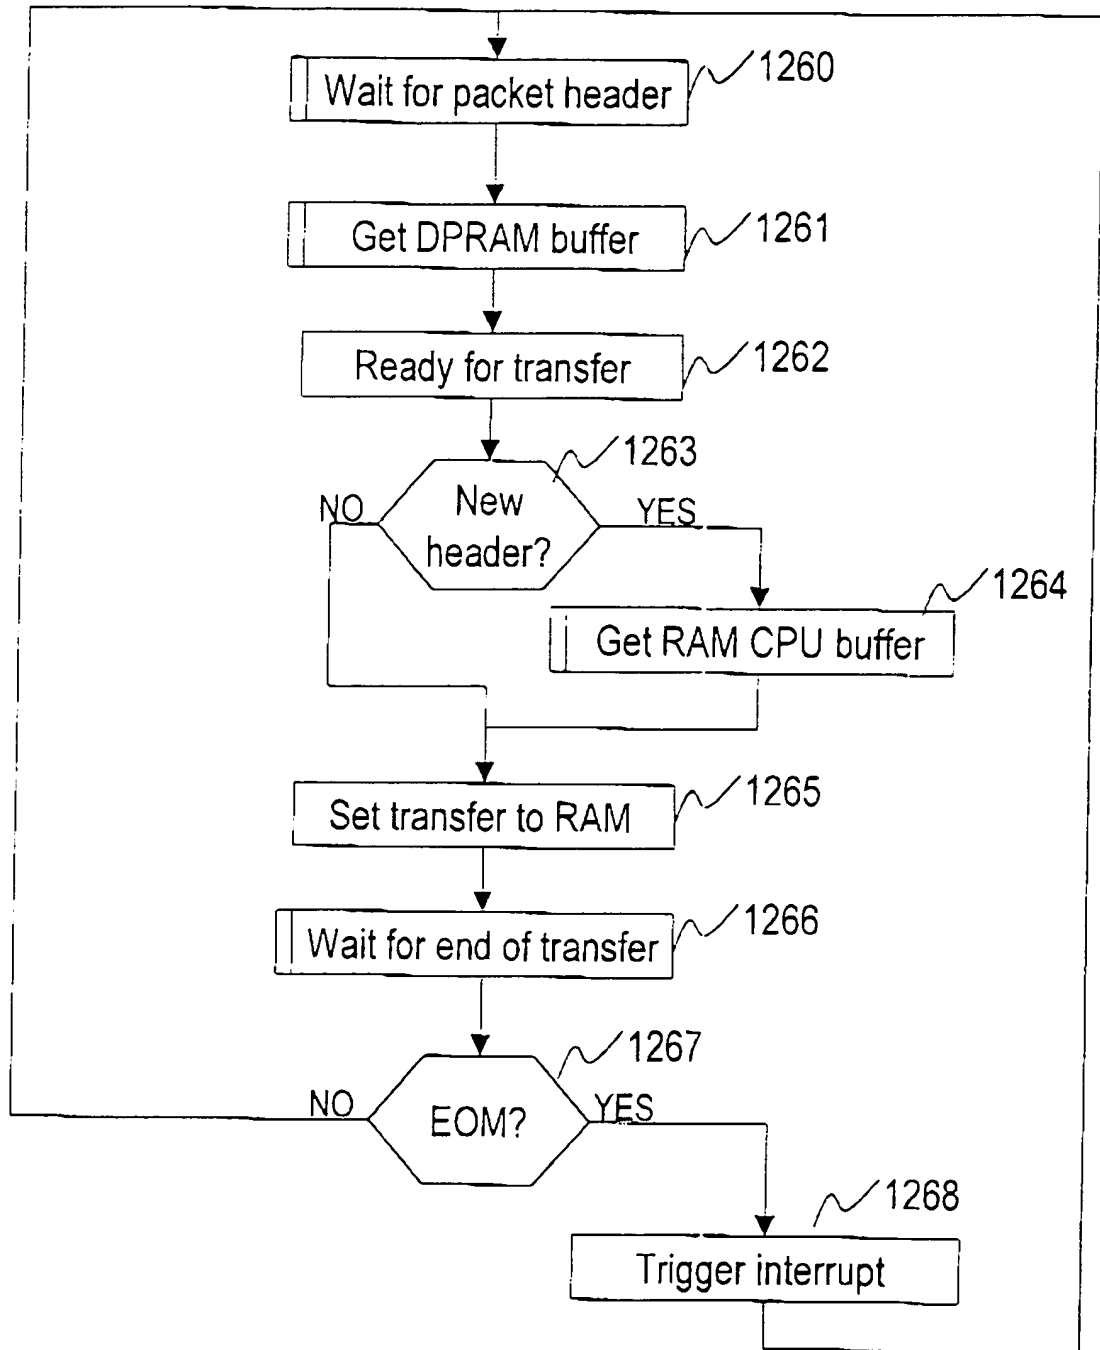 1260
Wait for packet header
1261
Get DPRAM buffer
1262
Ready for transfer
1263
New
header?
NO
YES
1264
Get RAM CPU buffer
1265
Set transfer to RAM
1266
Wait for end of transfer
1267
EOM?
NO
YES
1268
Trigger interrupt